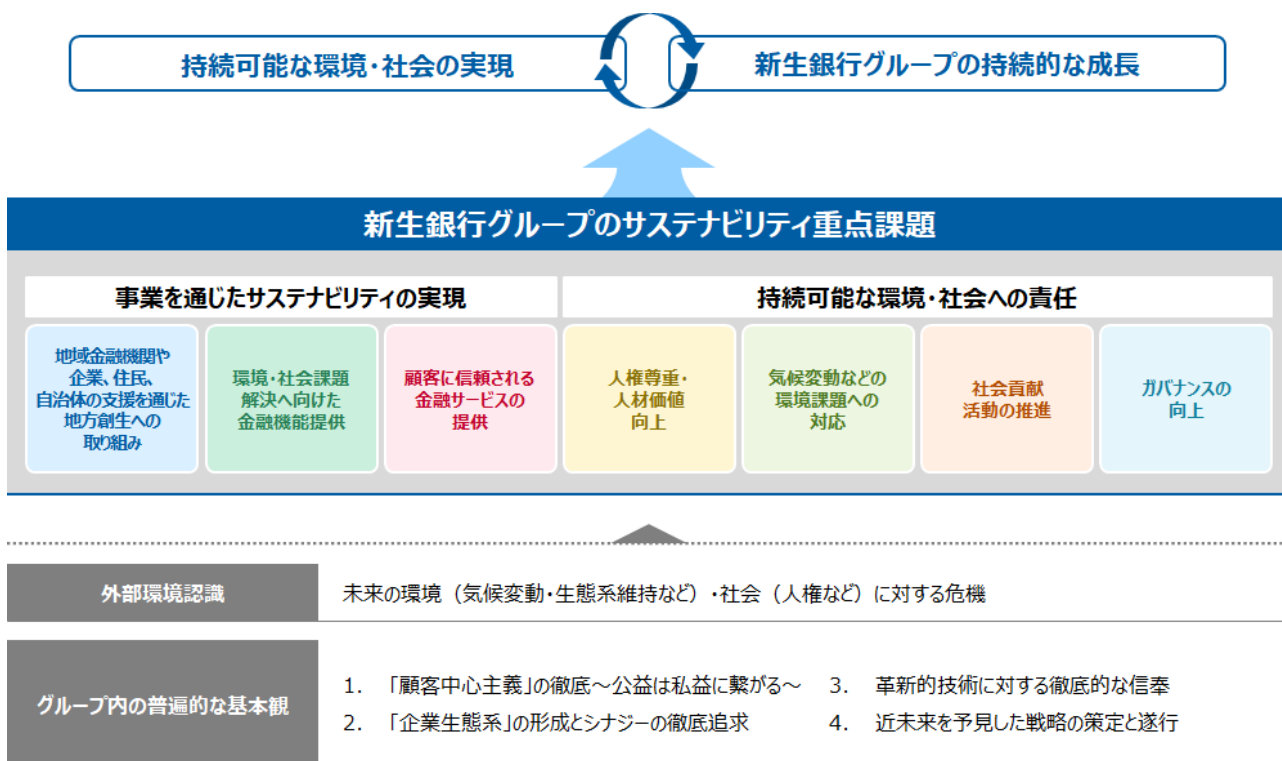 持続可能な環境・社会の実現
新生銀行グループの持続的な成長
新生銀行グループのサステナビリティ重点課題
事業を通じたサステナビリティの実現
持続可能な環境・社会への責任
地域金融機関や
企業、住民、
自治体の支援を通じた
地方創生への
取り組み
環境・社会課題
解決へ向けた
金融機能提供
顧客に信頼される
金融サービスの
提供
人権尊重・
人材価値
向上
気候変動などの
環境課題への
対応
社会貢献
活動の推進
ガバナンスの
向上
外部環境認識
未来の環境（気候変動・生態系維持など）・社会（人権など）に対する危機
グループ内の普遍的な基本観
1. 「顧客中心主義」の徹底～公益は私益に繋がる～
2. 「企業生態系」の形成とシナジーの徹底追求
3. 革新的技術に対する徹底的な信奉
4. 近未来を予見した戦略の策定と遂行